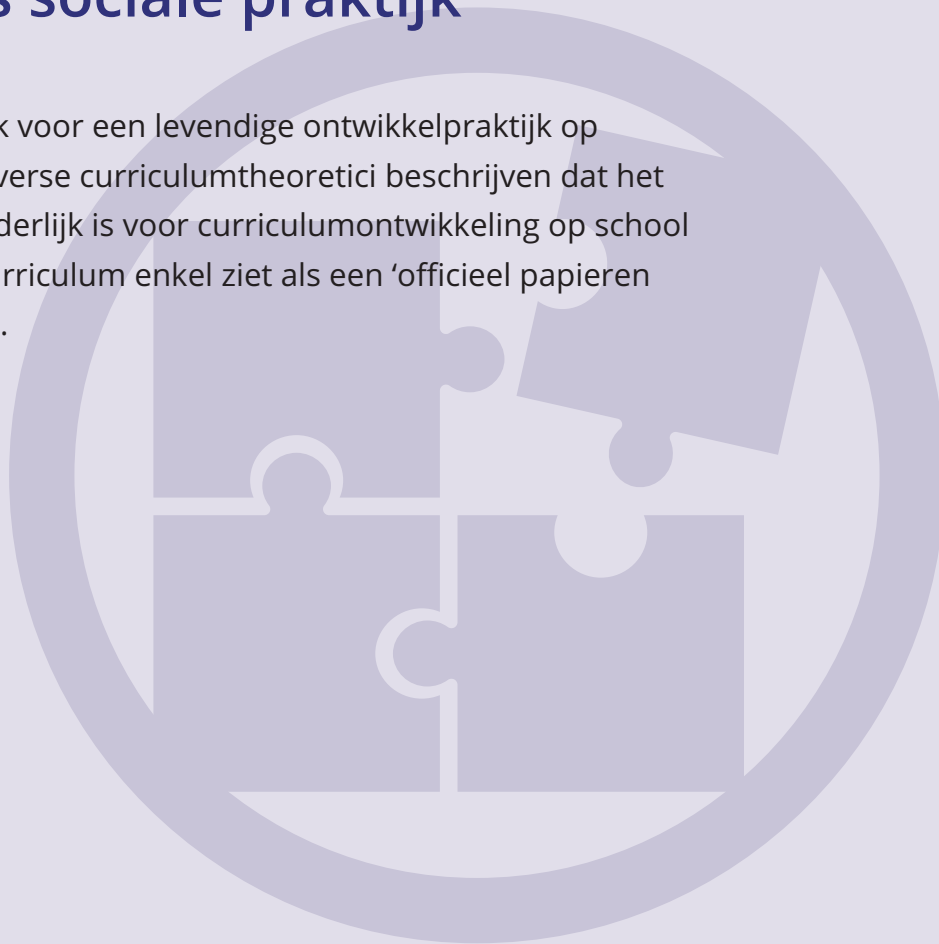 s sociale praktijk
k voor een levendige ontwikkelpraktijk op
verse curriculumtheoretici beschrijven dat het
derlijk is voor curriculumontwikkeling op school
rriculum enkel ziet als een ‘officieel papieren
.